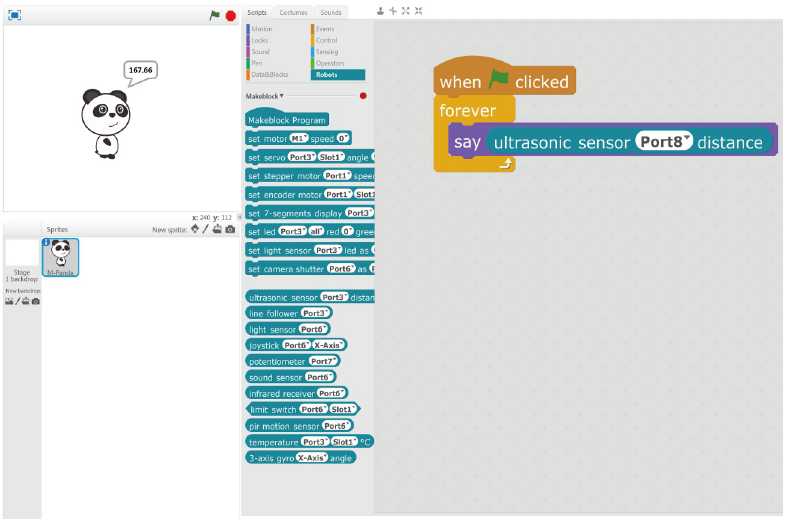 167.66
x: 240 y: 112
Sprites New sprite:
Stage
1 backdrop
New backdrop
M-Panda
Scripts Costumes Sounds
Motion Events
Looks Control
Sound Sensing
Pen Operators
Data&Blocks Robots
Makeblock
Makeblock Program
set motor M1 speed 0
set servo Port3 Slot1 angle
set stepper motor Port1 speed
set encoder motor Port1 Slot1
set 7-segments display Port3
set led Port3 all red 0 green
set light sensor Port3 led as
set camera shutter Port6 as
ultrasonic sensor Port3 distan
line follower Port3
light sensor Port6
joystick Port6 X-Axis
potentiometer Port7
sound sensor Port6
infrared receiver Port6
limit switch Port6 Slot1
pir motion sensor Port6
temperature Port3 Slot1 °C
3-axis gyro X-Axis angle
when clicked
forever
say ultrasonic sensor Port8 distance